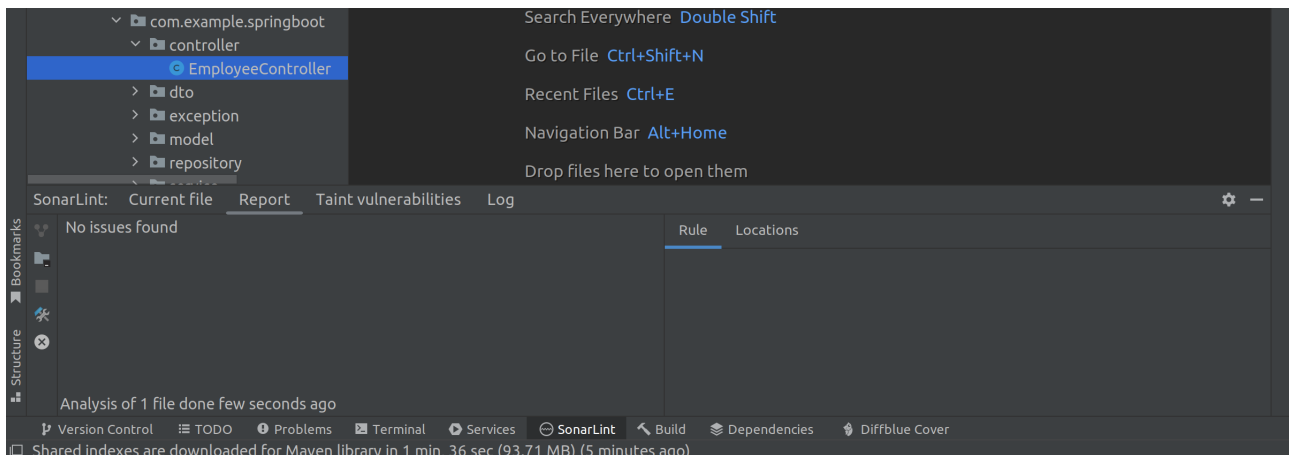 com.example.springboot
controller
EmployeeController
dto
exception
model
repository
Search Everywhere Double Shift
Go to File Ctrl+Shift+N
Recent Files Ctrl+E
Navigation Bar Alt+Home
Drop files here to open them
SonarLint: Current file Report Taint vulnerabilities Log
No issues found
Rule Locations
Bookmarks
Structure
Analysis of 1 file done few seconds ago
Version Control TODO Problems Terminal Services SonarLint Build Dependencies Diffblue Cover
Shared indexes are downloaded for Maven library in 1 min, 36 sec (93.71 MB) (5 minutes ago)